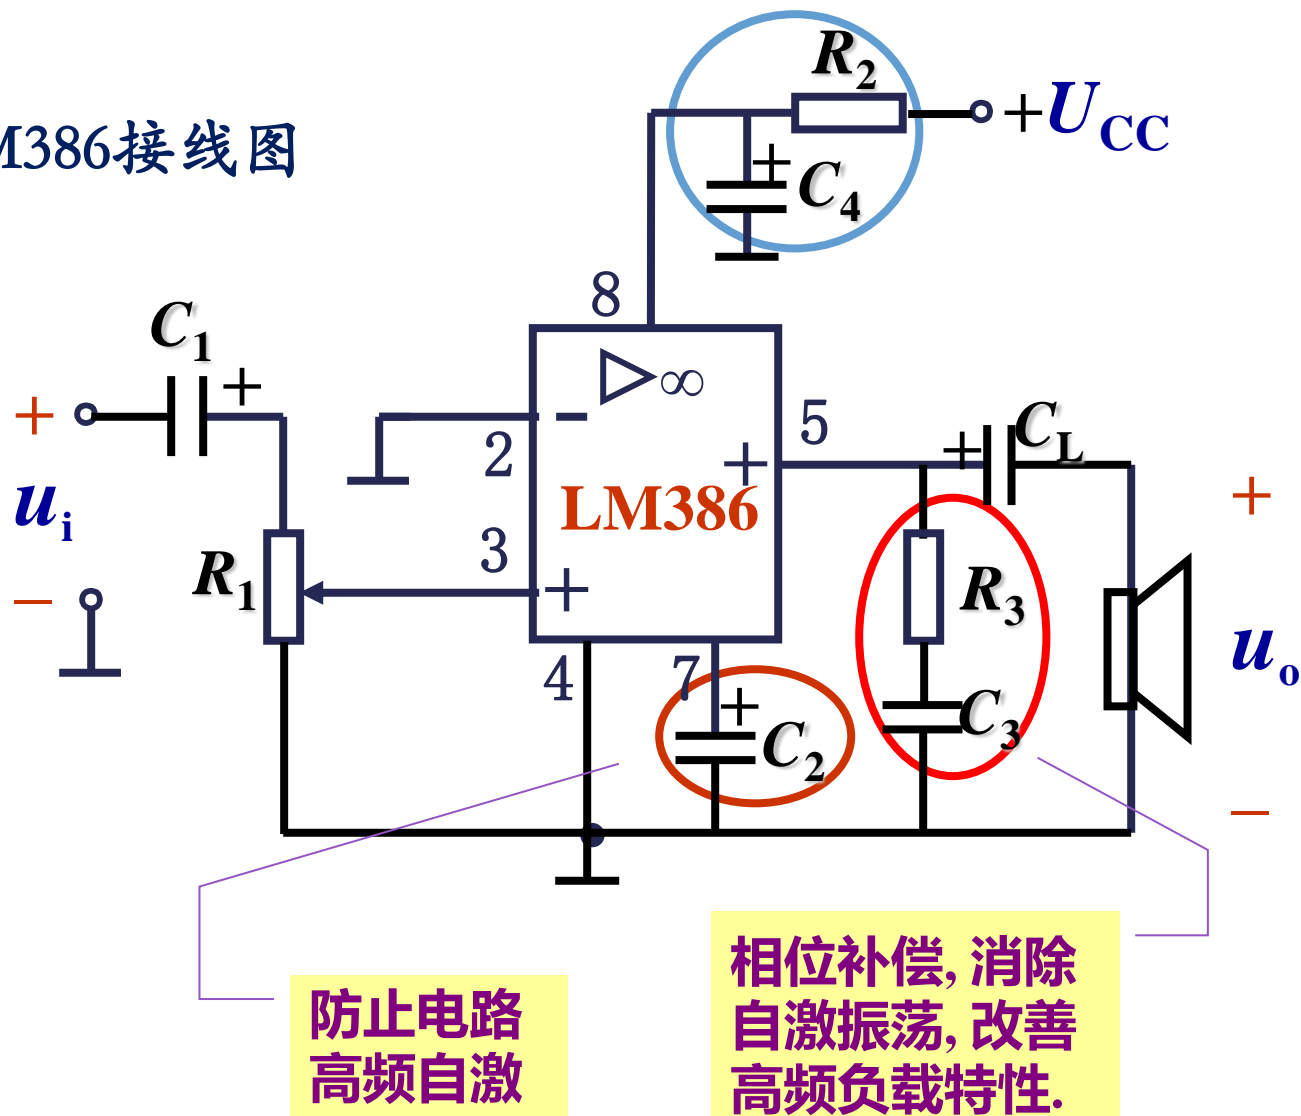 M386接线图
R2
+UCC
+
C4
8
C1
+
∞
+
−
2
5
+
CL
+
ui
LM386
+
uo
R1
3
+
R3
−
4
7
+
C2
C3
−
防止电路
高频自激
相位补偿, 消除
自激振荡, 改善
高频负载特性.